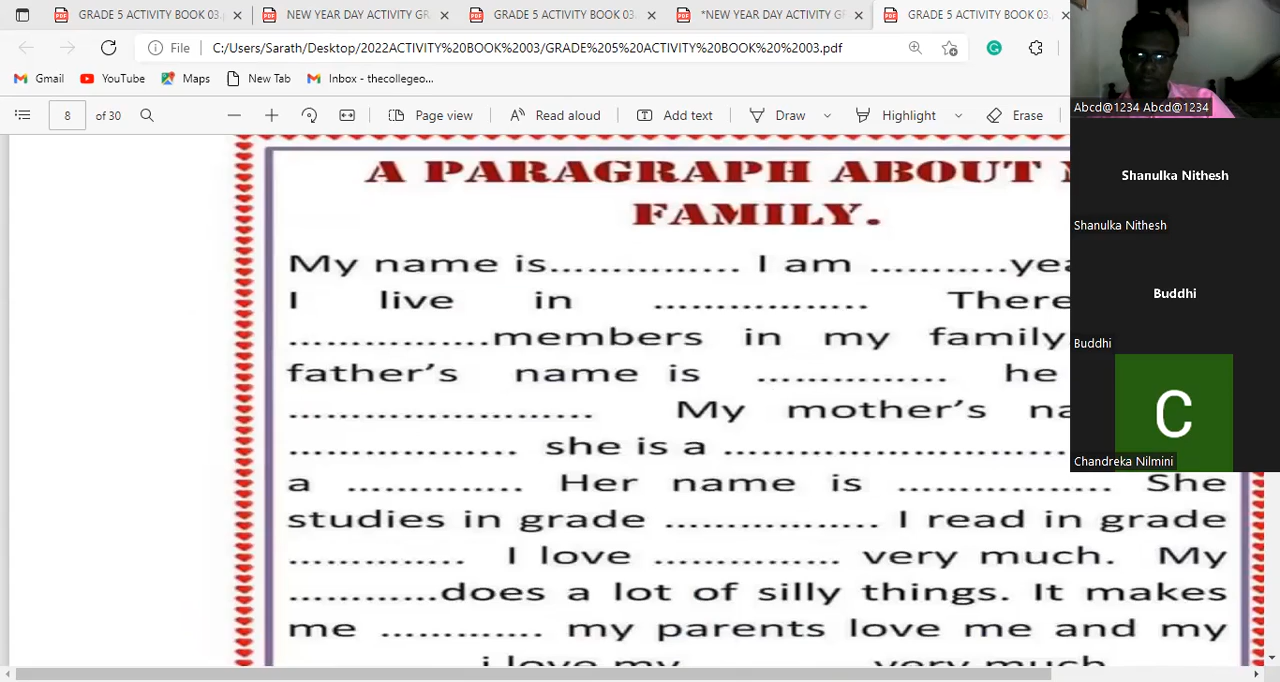 GRADE 5 ACTIVITY BOOK 03.
NEW YEAR DAY ACTIVITY GR
GRADE 5 ACTIVITY BOOK 03.
*NEW YEAR DAY ACTIVITY G
GRADE 5 ACTIVITY BOOK 03.
File C:/Users/Sarath/Desktop/2022ACTIVITY%20BOOK%2003/GRADE%205%20ACTIVITY%20BOOK%20%2003.pdf
Gmail YouTube Maps New Tab Inbox - thecollegeo...
8 of 30 Page view Read aloud Add text Draw Highlight Erase
Abcd@1234 Abcd@1234
Shanulka Nithesh
Shanulka Nithesh
Buddhi
Buddhi
C
Chandreka Nilmini
A PARAGRAPH ABOUT
FAMILY.
My name is................ I am ...........yea
I live in .................. There
.................members in my family
father's name is ................ he
.......................... My mother's na
.................... she is a ..............................
a ............... Her name is .................. She
studies in grade .................. I read in grade
............... I love ................ very much. My
.............does a lot of silly things. It makes
me .............. my parents love me and my
i love my very much